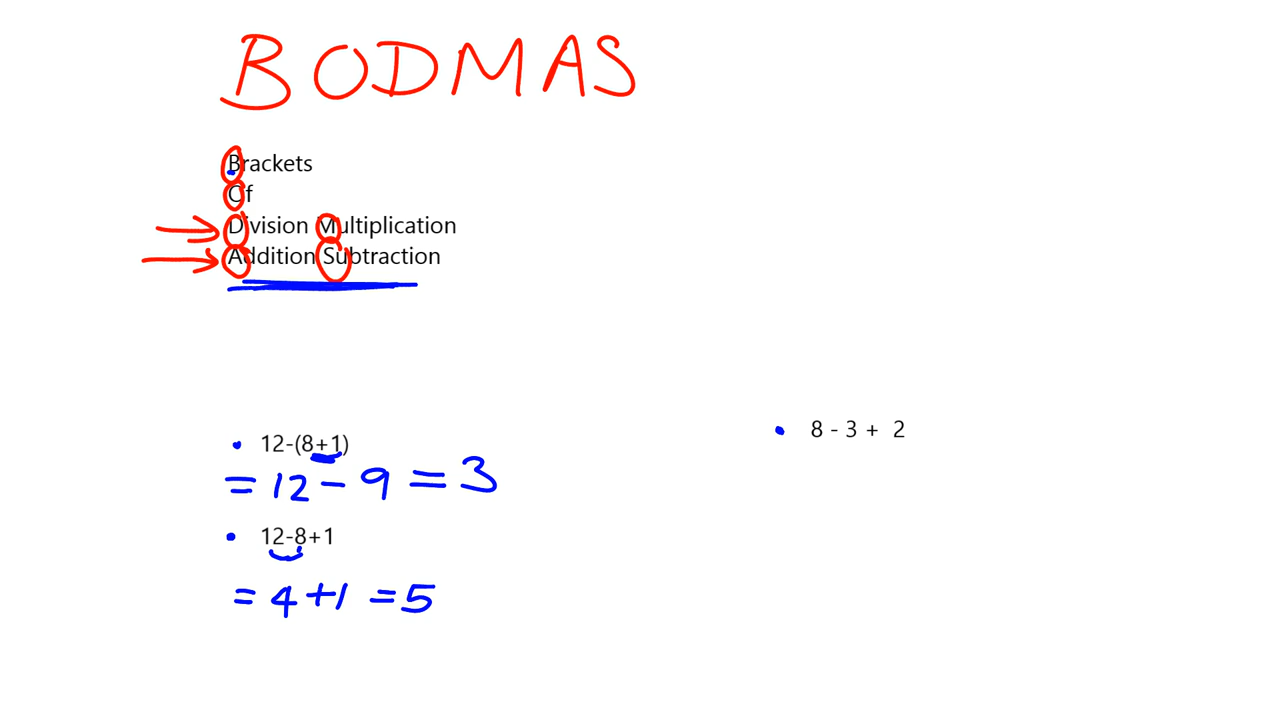 BODMAS
Brackets
Of
Division Multiplication
Addition Subtraction
• 12-(8+1)
= 12 - 9 = 3
• 12-8+1
= 4 + 1 = 5
• 8 - 3 + 2